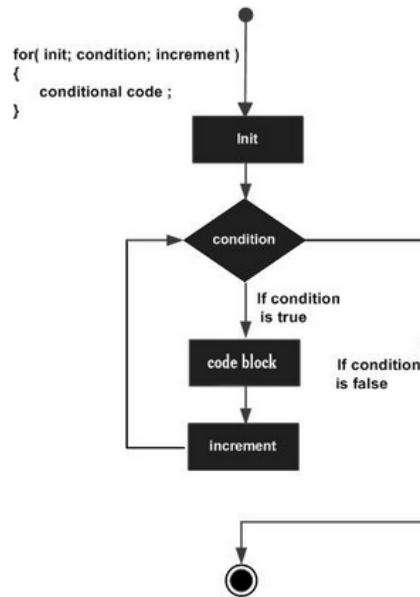 for( init; condition; increment )
{
conditional code ;
}
Init
condition
If condition
is true
code block
If condition
is false
increment